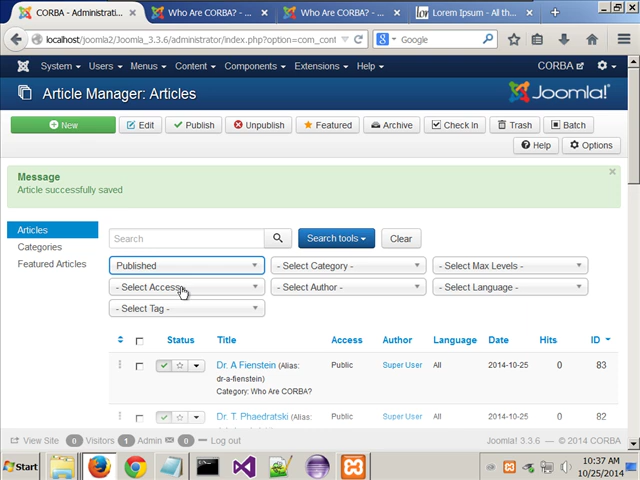 CORBA - Administrati...
Who Are CORBA? - ...
Who Are CORBA? - ...
Lorem Ipsum - All th...
localhost/joomla2/Joomla_3.3.6/administrator/index.php?option=com_cont
Google
System Users Menus Content Components Extensions Help CORBA
Article Manager: Articles
Joomla!
New Edit Publish Unpublish Featured Archive Check In Trash Batch
Help Options
Message
Article successfully saved
Articles
Categories
Featured Articles
Search Search tools Clear
Published - Select Category - - Select Max Levels -
- Select Access - Select Author - - Select Language -
- Select Tag -
Status Title Access Author Language Date Hits ID
Dr. A Fienstein (Alias: Public Super User All 2014-10-25 0 83
dr-a-fienstein)
Category: Who Are CORBA?
Dr. T. Phaedratski (Alias: Public Super User All 2014-10-25 0 82
View Site 0 Visitors 1 Admin 0 Log out Joomla! 3.3.6 — © 2014 CORBA
Start
10:37 AM
10/25/2014